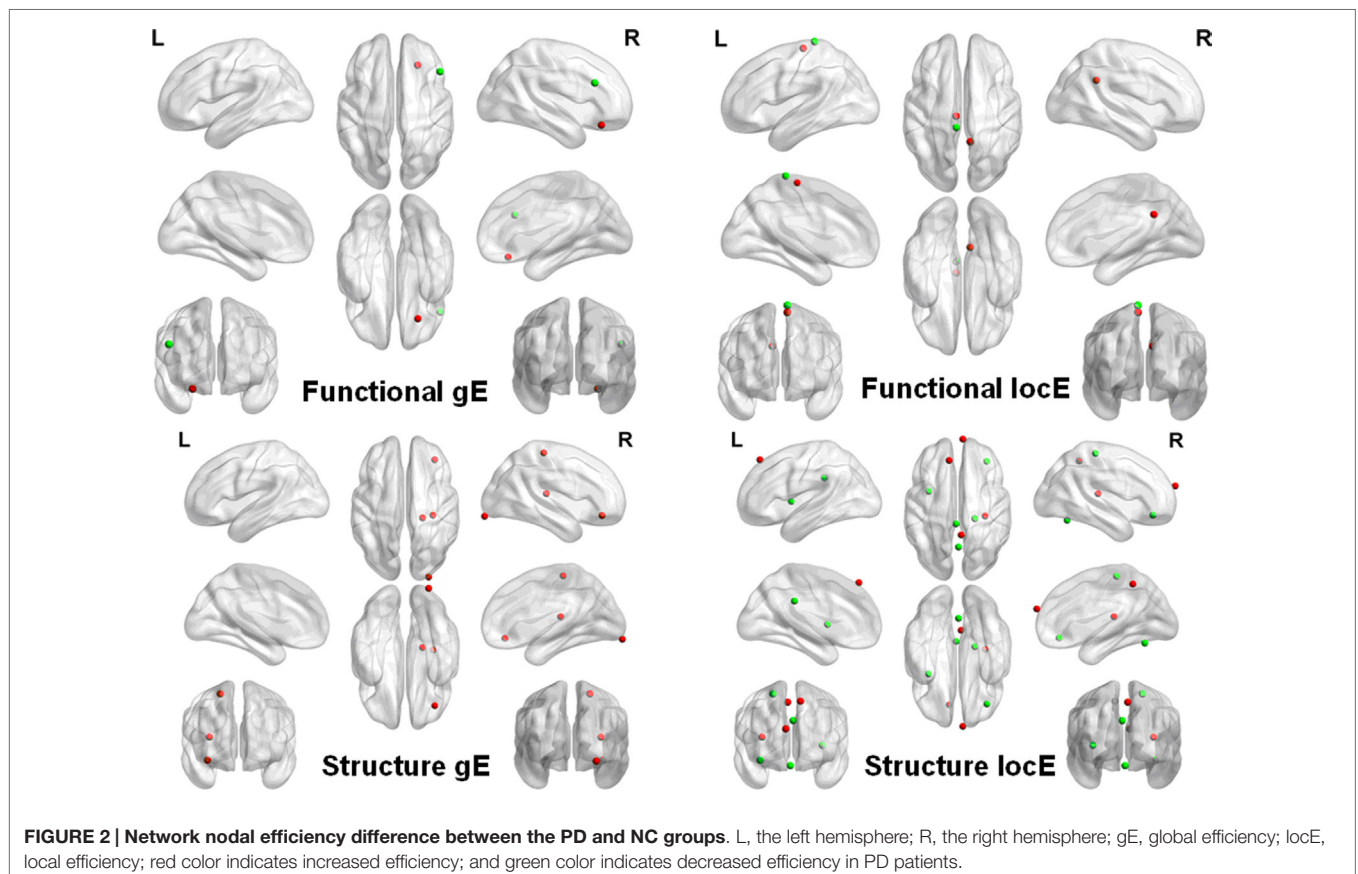 L
R
L
R
Functional gE
Functional locE
L
R
L
R
Structure gE
Structure locE
FIGURE 2 | Network nodal efficiency difference between the PD and NC groups. L, the left hemisphere; R, the right hemisphere; gE, global efficiency; locE,
local efficiency; red color indicates increased efficiency; and green color indicates decreased efficiency in PD patients.